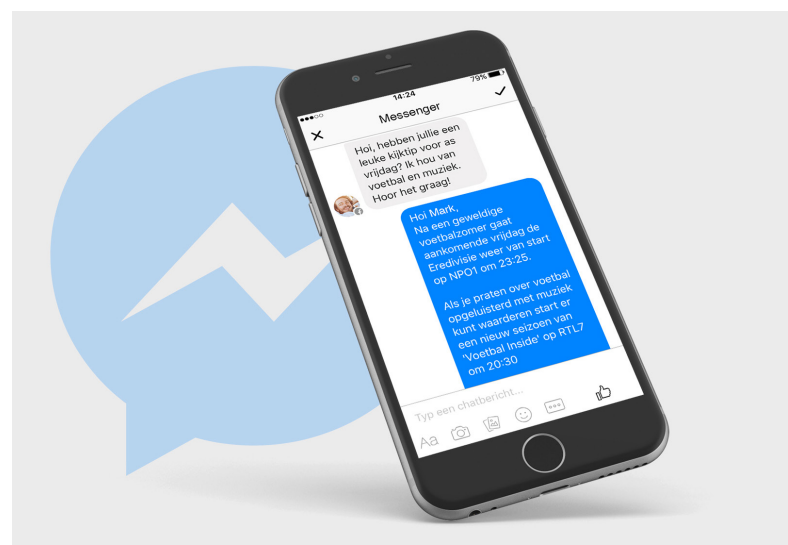 14:24
79%
Messenger
Hoi, hebben jullie een
leuke kijktip voor as
vrijdag? Ik hou van
voetbal en muziek.
Hoor het graag!
Hoi Mark,
Na een geweldige
voetbalzomer gaat
aankomende vrijdag de
Eredivisie weer van start
op NPO1 om 23:25.
Als je praten over voetbal
opgeluisterd met muziek
kunt waarderen start er
een nieuw seizoen van
'Voetbal Inside' op RTL7
om 20:30
Typ een chatbericht...
Aa